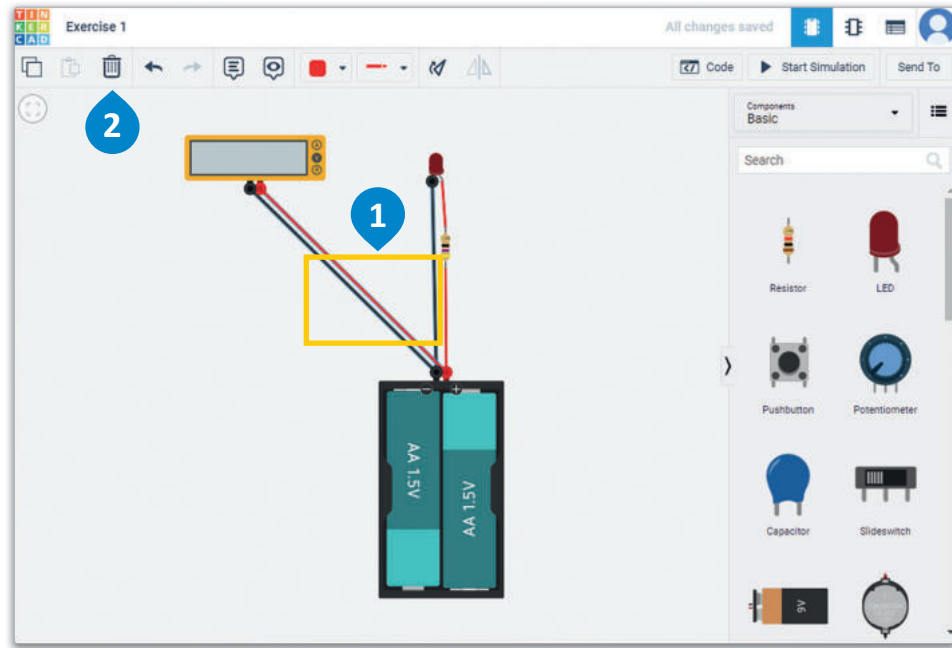 TIN
KER
CAD
Exercise 1
All changes saved
Code
Start Simulation
Send To
2
Components
Basic
Search
1
A
V
R
Resistor
LED
Pushbutton
Potentiometer
Capacitor
Slideswitch
AA 1.5V
AA 1.5V
9V